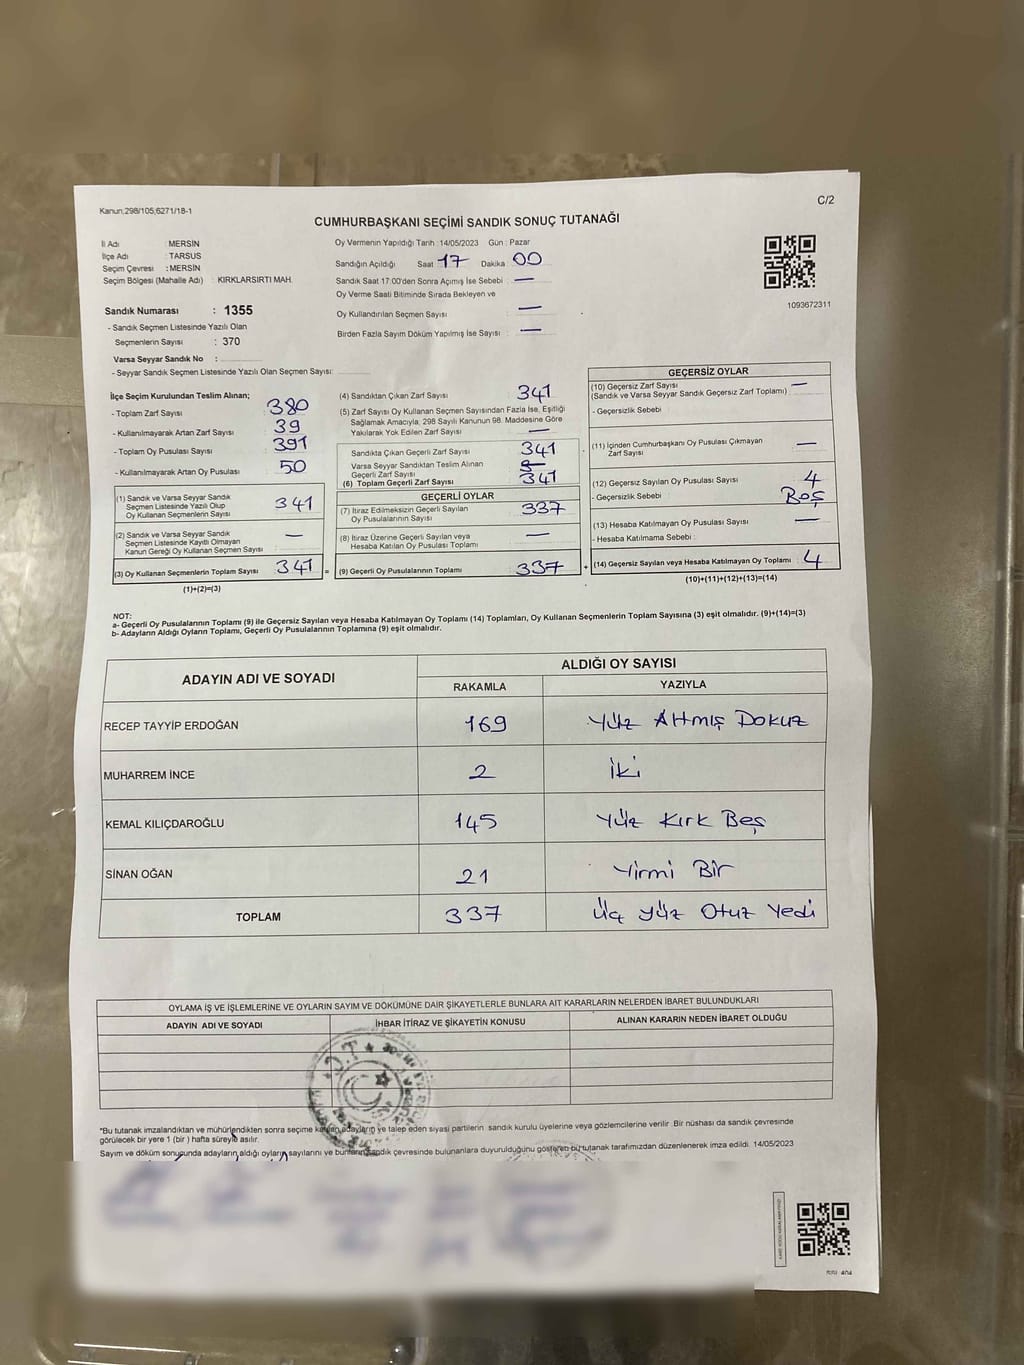 Kanun,298/105,6271/18-1
C/2
CUMHURBAŞKANI SEÇİMİ SANDIK SONUÇ TUTANAĞI
İl Adı : MERSİN
İlçe Adı : TARSUS
Seçim Çevresi : MERSİN
Seçim Bölgesi (Mahalle Adı) : KIRKLARSIRTI MAH.
Sandık Numarası : 1355
- Sandık Seçmen Listesinde Yazılı Olan
Seçmenlerin Sayısı : 370
Varsa Seyyar Sandık No :
- Seyyar Sandık Seçmen Listesinde Yazılı Olan Seçmen Sayısı:
Oy Vermenin Yapıldığı Tarih :14/05/2023 Gün : Pazar
Sandığın Açıldığı Saat 17 Dakika 00
Sandık Saat 17:00'den Sonra Açımış İse Sebebi : —
Oy Verme Saati Bitiminde Sırada Bekleyen ve
Oy Kullandırılan Seçmen Sayısı : —
Birden Fazla Sayım Döküm Yapılmış İse Sayısı : —
1093672311
İlçe Seçim Kurulundan Teslim Alınan;
- Toplam Zarf Sayısı 380
- Kullanılmayarak Artan Zarf Sayısı 39
- Toplam Oy Pusulası Sayısı 391
- Kullanılmayarak Artan Oy Pusulası 50
(1) Sandık ve Varsa Seyyar Sandık
Seçmen Listesinde Yazılı Olup
Oy Kullanan Seçmenlerin Sayısı 341
(2) Sandık ve Varsa Seyyar Sandık
Seçmen Listesinde Kayıtlı Olmayan
Kanun Gereği Oy Kullanan Seçmen Sayısı : —
(3) Oy Kullanan Seçmenlerin Toplam Sayısı 341 =
(1)+(2)=(3)
(4) Sandıktan Çıkan Zarf Sayısı 341
(5) Zarf Sayısı Oy Kullanan Seçmen Sayısından Fazla İse, Eşitliği
Sağlamak Amacıyla, 298 Sayılı Kanunun 98. Maddesine Göre
Yakılarak Yok Edilen Zarf Sayısı —
Sandıkta Çıkan Geçerli Zarf Sayısı 341
Varsa Seyyar Sandıktan Teslim Alınan
Geçerli Zarf Sayısı
(6) Toplam Geçerli Zarf Sayısı 341
GEÇERLİ OYLAR
(7) İtiraz Edilmeksizin Geçerli Sayılan
Oy Pusulalarının Sayısı 337
(8) İtiraz Üzerine Geçerli Sayılan veya
Hesaba Katılan Oy Pusulası Toplamı —
(9) Geçerli Oy Pusulalarının Toplamı 337 +
GEÇERSİZ OYLAR
(10) Geçersiz Zarf Sayısı —
(Sandık ve Varsa Seyyar Sandık Geçersiz Zarf Toplamı)
- Geçersizlik Sebebi
(11) İçinden Cumhurbaşkanı Oy Pusulası Çıkmayan
Zarf Sayısı —
(12) Geçersiz Sayılan Oy Pusulası Sayısı 4
- Geçersizlik Sebebi Boş
(13) Hesaba Katılmayan Oy Pusulası Sayısı —
- Hesaba Katılmama Sebebi :
(14) Geçersiz Sayılan veya Hesaba Katılmayan Oy Toplamı 4
(10)+(11)+(12)+(13)=(14)
NOT:
a- Geçerli Oy Pusulalarının Toplamı (9) ile Geçersiz Sayılan veya Hesaba Katılmayan Oy Toplamı (14) Toplamları, Oy Kullanan Seçmenlerin Toplam Sayısına (3) eşit olmalıdır. (9)+(14)=(3)
b- Adayların Aldığı Oyların Toplamı, Geçerli Oy Pusulalarının Toplamına (9) eşit olmalıdır.
ADAYIN ADI VE SOYADI ALDIĞI OY SAYISI
RAKAMLA YAZIYLA
RECEP TAYYİP ERDOĞAN 169 Yüz Altmış Dokuz
MUHARREM İNCE 2 İki
KEMAL KILIÇDAROĞLU 145 Yüz Kırk Beş
SİNAN OĞAN 21 Yirmi Bir
TOPLAM 337 Üç Yüz Otuz Yedi
OYLAMA İŞ VE İŞLEMLERİNE VE OYLARIN SAYIM VE DÖKÜMÜNE DAİR ŞİKAYETLERLE BUNLARA AİT KARARLARIN NELERDEN İBARET BULUNDUKLARI
ADAYIN ADI VE SOYADI İHBAR İTİRAZ VE ŞİKAYETİN KONUSU ALINAN KARARIN NEDEN İBARET OLDUĞU
*Bu tutanak imzalandıktan ve mühürlendikten sonra seçime katılan adayların ve talep eden siyasi partilerin sandık kurulu üyelerine veya gözlemcilerine verilir. Bir nüshası da sandık çevresinde
görülecek bir yere 1 (bir) hafta süreyle asılır.
Sayım ve döküm sonucunda adayların aldığı oyların sayılarını ve bunların sandık çevresinde bulunanlara duyurulduğunu gösteren bu tutanak tarafımızdan düzenlenerek imza edildi. 14/05/2023